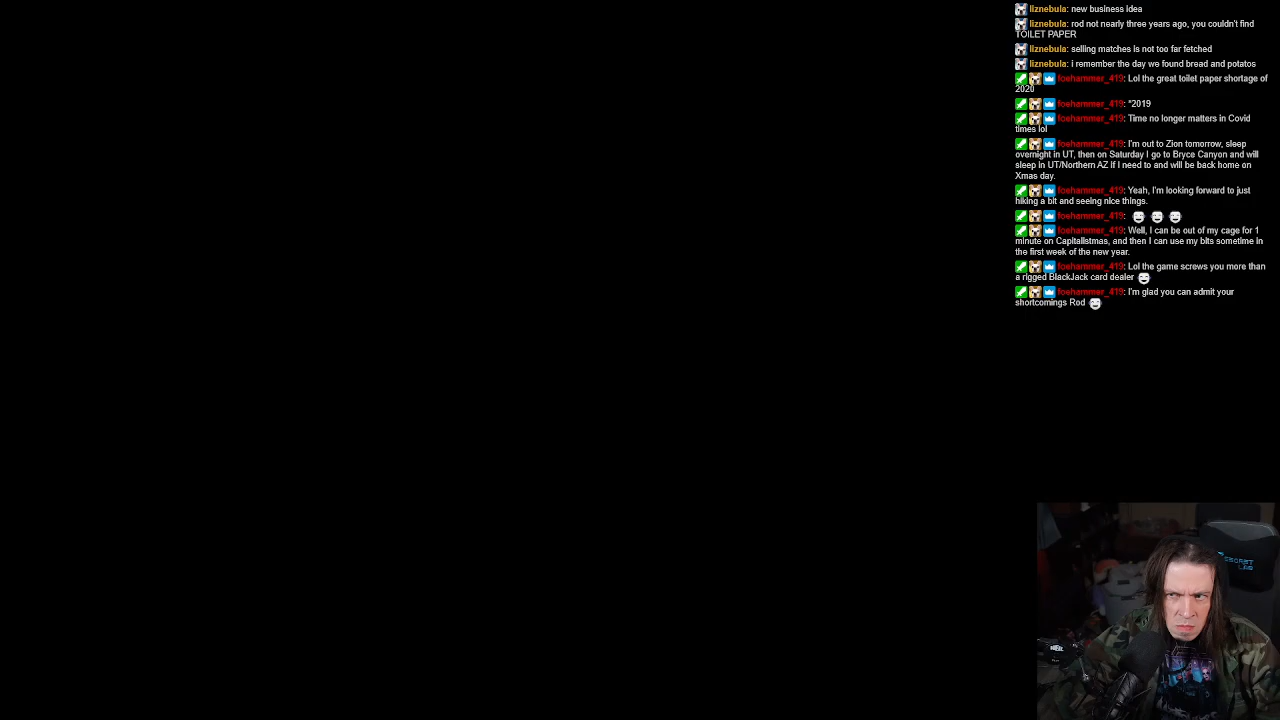 liznebula: new business idea
liznebula: rod not nearly three years ago, you couldn't find
TOILET PAPER
liznebula: selling matches is not too far fetched
liznebula: i remember the day we found bread and potatos
foehammer_419: Lol the great toilet paper shortage of
2020
foehammer_419: *2019
foehammer_419: Time no longer matters in Covid
times lol
foehammer_419: I'm out to Zion tomorrow, sleep
overnight in UT, then on Saturday I go to Bryce Canyon and will
sleep in UT/Northern AZ if I need to and will be back home on
Xmas day.
foehammer_419: Yeah, I'm looking forward to just
hiking a bit and seeing nice things.
foehammer_419:
foehammer_419: Well, I can be out of my cage for 1
minute on Capitalistmas, and then I can use my bits sometime in
the first week of the new year.
foehammer_419: Lol the game screws you more than
a rigged BlackJack card dealer
foehammer_419: I'm glad you can admit your
shortcomings Rod